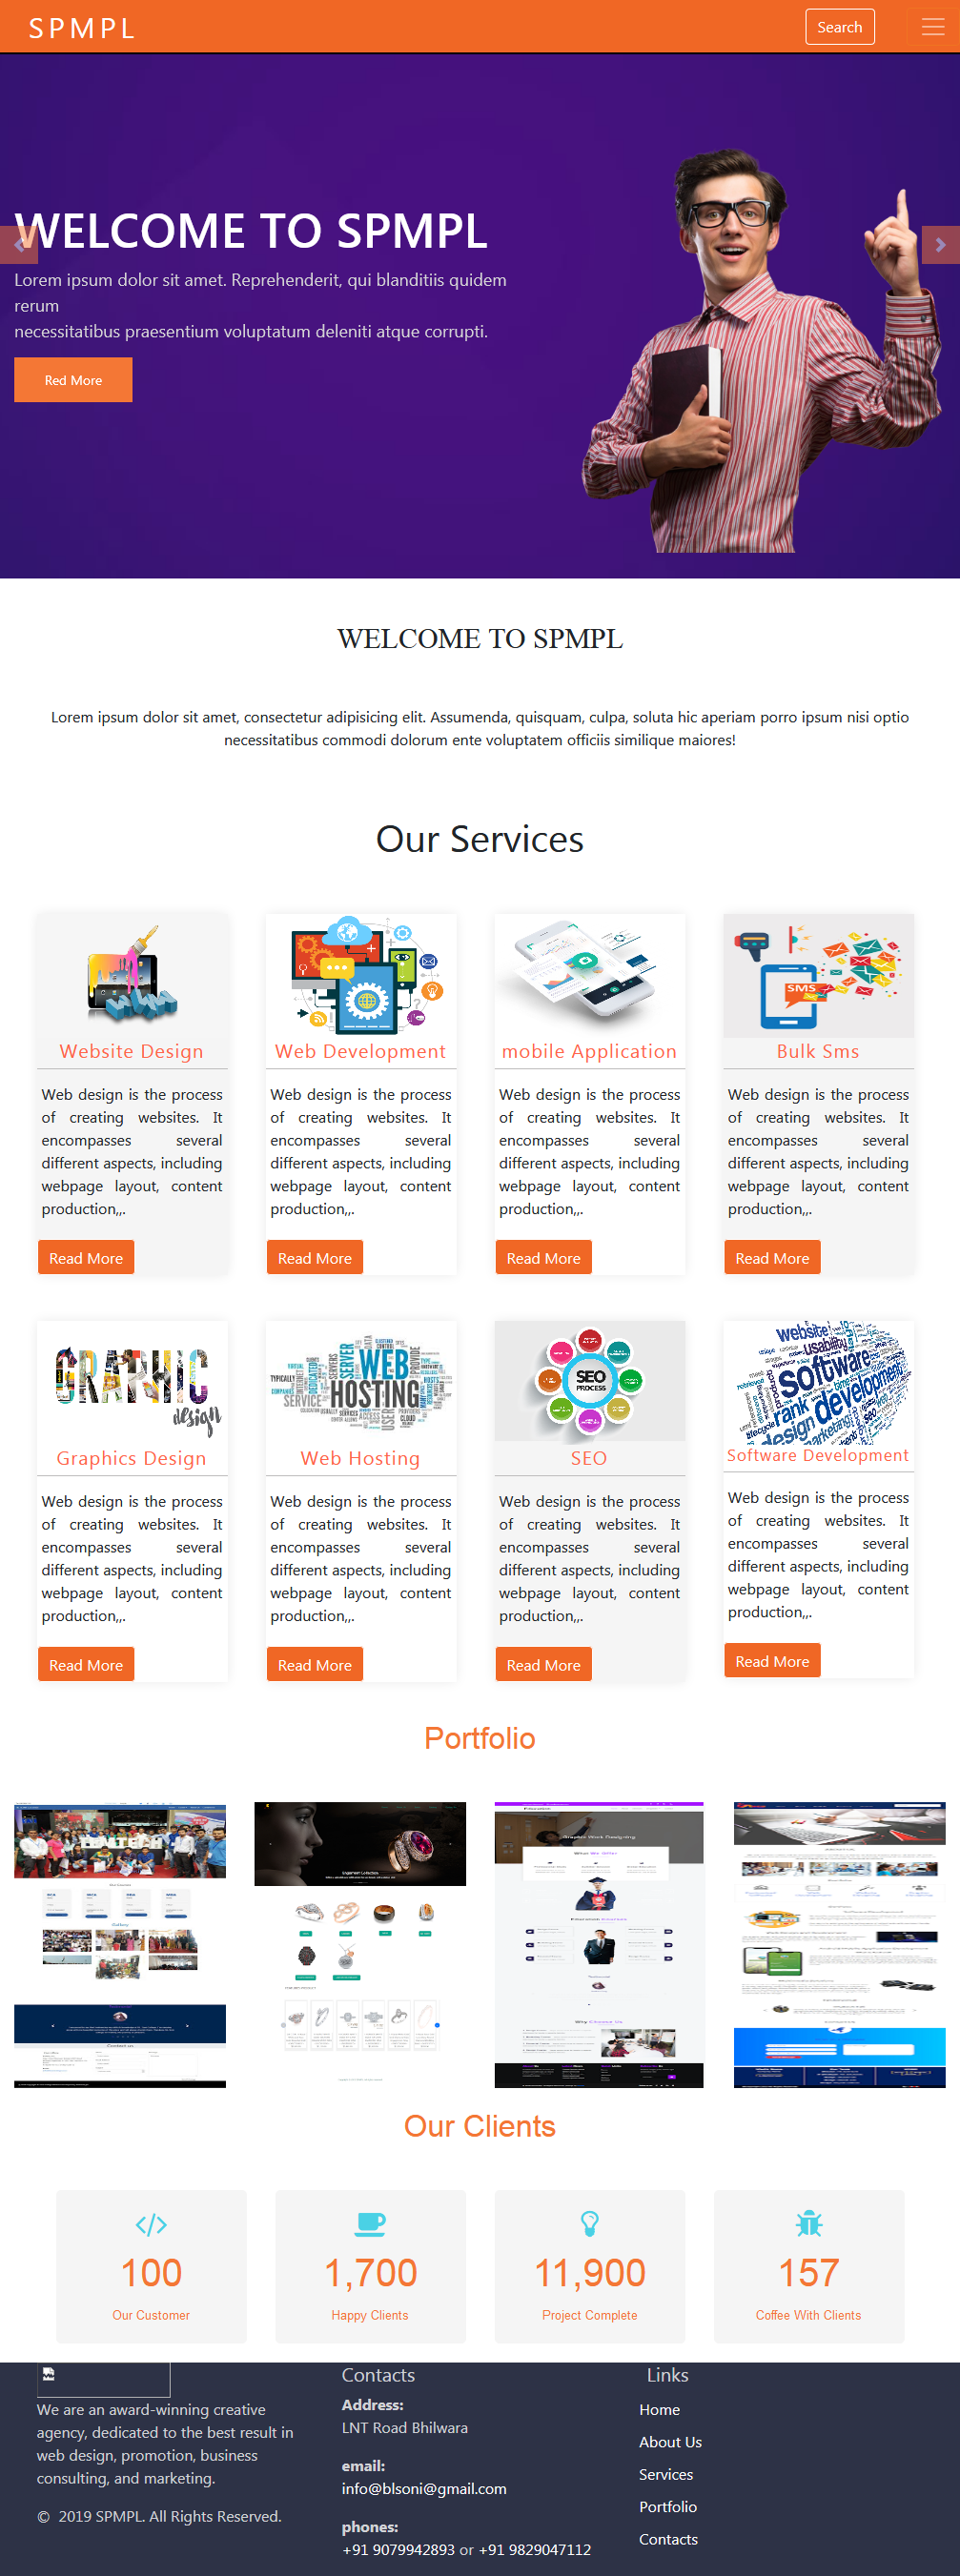 SPMPL
Search
WELCOME TO SPMPL
Lorem ipsum dolor sit amet. Reprehenderit, qui blanditiis quidem
rerum
necessitatibus praesentium voluptatum deleniti atque corrupti.
Red More
WELCOME TO SPMPL
Lorem ipsum dolor sit amet, consectetur adipisicing elit. Assumenda, quisquam, culpa, soluta hic aperiam porro ipsum nisi optio
necessitatibus commodi dolorum ente voluptatem officiis similique maiores!
Our Services
Website Design
Web design is the process
of creating websites. It
encompasses several
different aspects, including
webpage layout, content
production,,.
Read More
Web Development
Web design is the process
of creating websites. It
encompasses several
different aspects, including
webpage layout, content
production,,.
Read More
mobile Application
Web design is the process
of creating websites. It
encompasses several
different aspects, including
webpage layout, content
production,,.
Read More
SMS
Bulk Sms
Web design is the process
of creating websites. It
encompasses several
different aspects, including
webpage layout, content
production,,.
Read More
GRAPHIC
design
Graphics Design
Web design is the process
of creating websites. It
encompasses several
different aspects, including
webpage layout, content
production,,.
Read More
WEB
HOSTING
SERVER
SERVICE
TYPICALLY
Web Hosting
Web design is the process
of creating websites. It
encompasses several
different aspects, including
webpage layout, content
production,,.
Read More
SEO
PROCESS
SEO
Web design is the process
of creating websites. It
encompasses several
different aspects, including
webpage layout, content
production,,.
Read More
website
usability
software
development
rank
marketing
design
Software Development
Web design is the process
of creating websites. It
encompasses several
different aspects, including
webpage layout, content
production,,.
Read More
Portfolio
Our Clients
100
Our Customer
1,700
Happy Clients
11,900
Project Complete
157
Coffee With Clients
We are an award-winning creative
agency, dedicated to the best result in
web design, promotion, business
consulting, and marketing.
© 2019 SPMPL. All Rights Reserved.
Contacts
Address:
LNT Road Bhilwara
email:
info@blsoni@gmail.com
phones:
+91 9079942893 or +91 9829047112
Links
Home
About Us
Services
Portfolio
Contacts